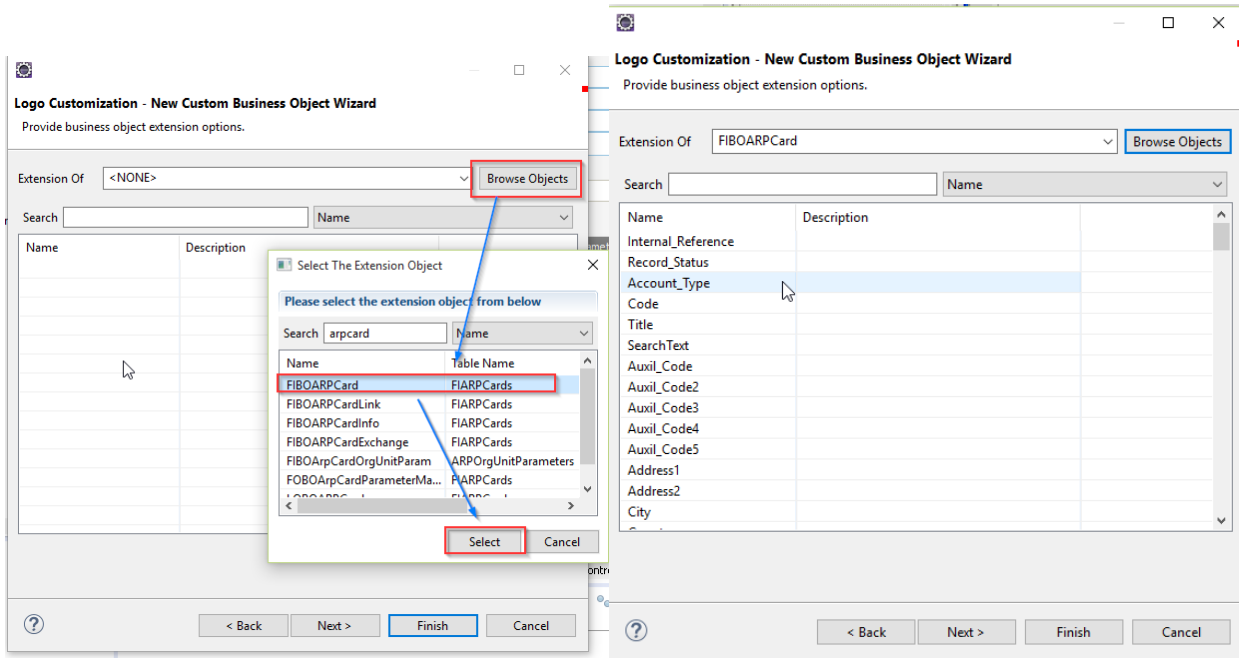 Logo Customization - New Custom Business Object Wizard
Provide business object extension options.
Extension Of <NONE> Browse Objects
Search Name
Name Description
Select The Extension Object
Please select the extension object from below
Search arpcard Name
Name Table Name
FIBOARPCard FIARPCards
FIBOARPCardLink FIARPCards
FIBOARPCardInfo FIARPCards
FIBOARPCardExchange FIARPCards
FIBOArpCardOrgUnitParam ARPOrgUnitParameters
FOBOArpCardParameterMa... FIARPCards
Select Cancel
< Back Next > Finish Cancel
Logo Customization - New Custom Business Object Wizard
Provide business object extension options.
Extension Of FIBOARPCard Browse Objects
Search Name
Name Description
Internal_Reference
Record_Status
Account_Type
Code
Title
SearchText
Auxil_Code
Auxil_Code2
Auxil_Code3
Auxil_Code4
Auxil_Code5
Address1
Address2
City
< Back Next > Finish Cancel